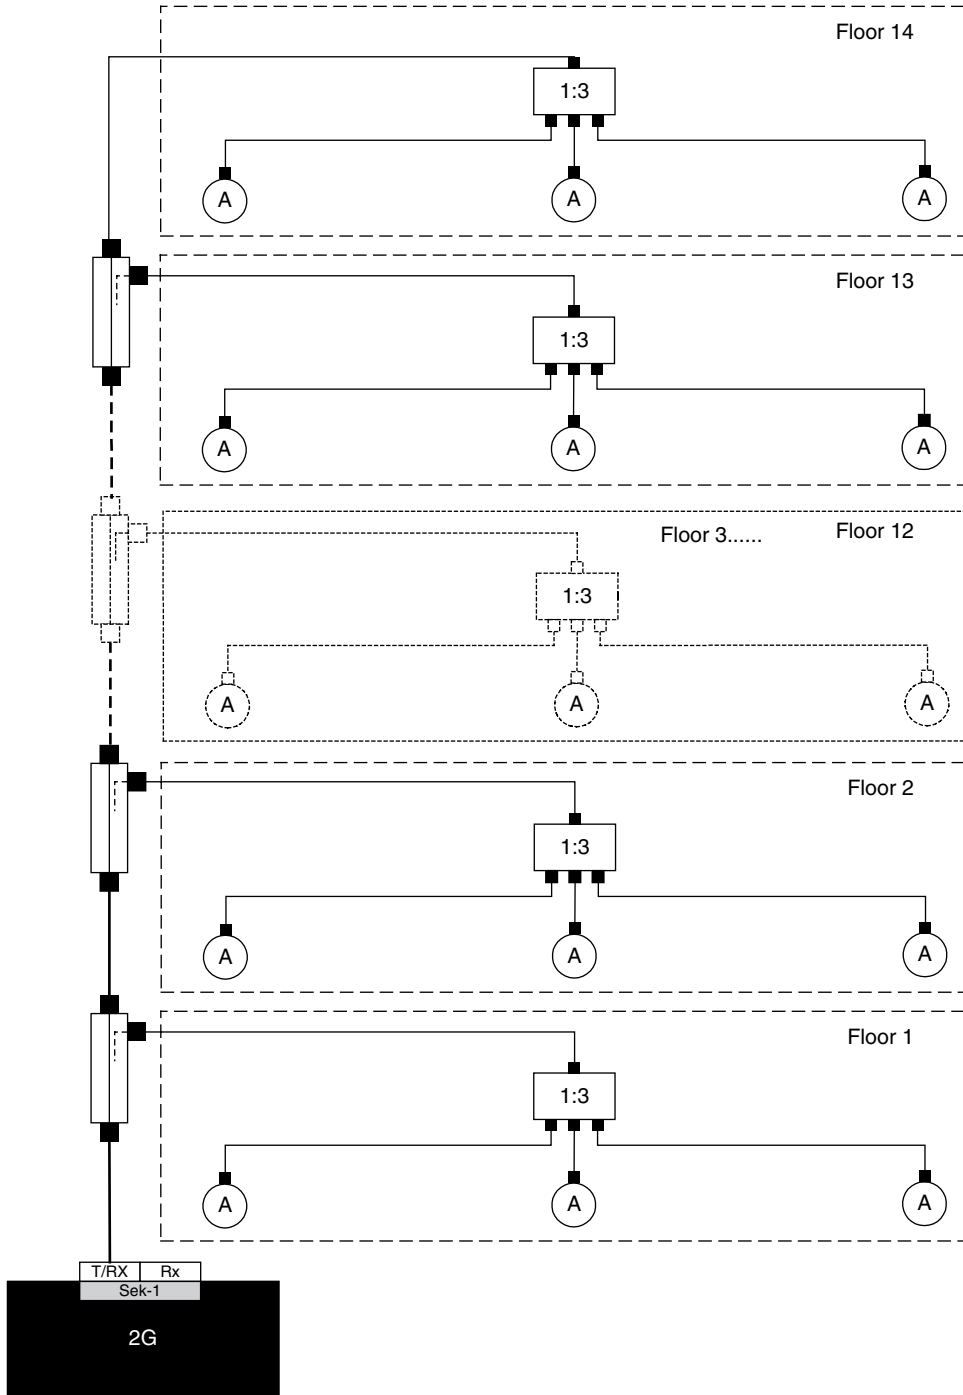 Floor 14
1:3
A A A
Floor 13
1:3
A A A
Floor 3...... Floor 12
1:3
A A A
Floor 2
1:3
A A A
Floor 1
1:3
A A A
T/RX Rx
Sek-1
2G